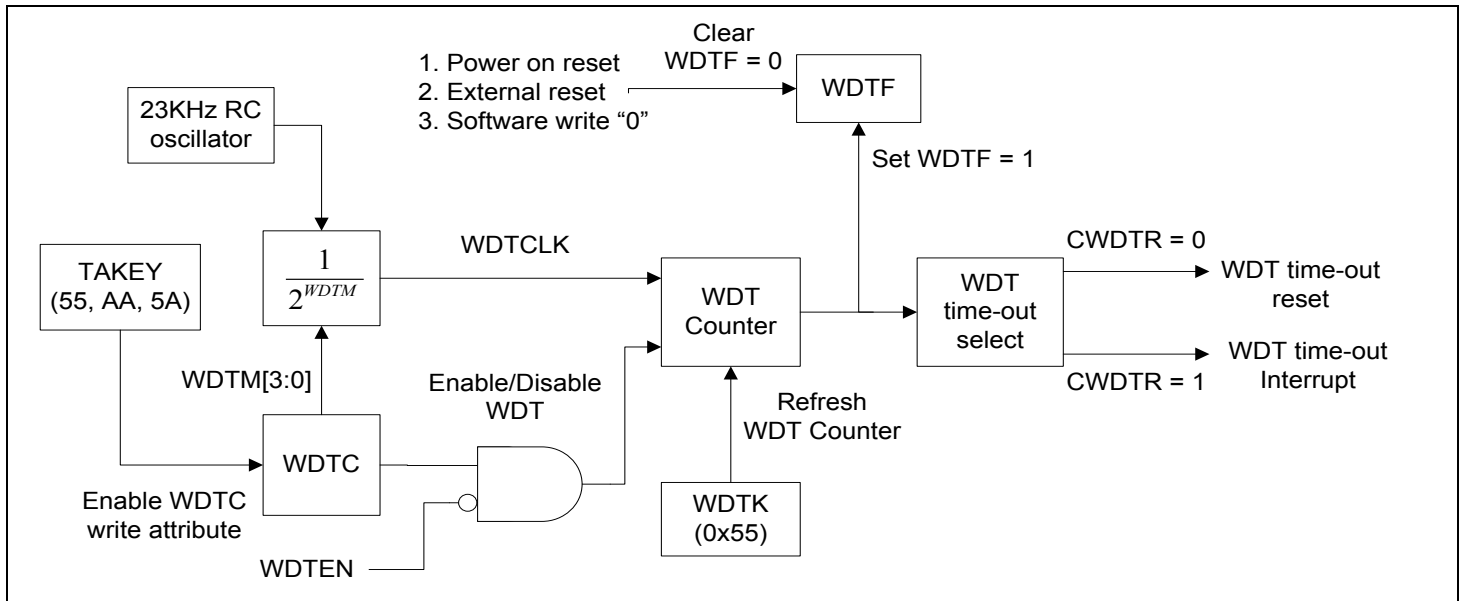 Clear
WDTF = 0
1. Power on reset
2. External reset
3. Software write “0”
WDTF
23KHz RC
oscillator
Set WDTF = 1
TAKEY
(55, AA, 5A)
1
2^WDTM
WDTCLK
WDT
Counter
WDT
time-out
select
CWDTR = 0
WDT time-out
reset
WDT time-out
Interrupt
CWDTR = 1
WDTM[3:0]
Enable/Disable
WDT
Refresh
WDT Counter
WDTC
Enable WDTC
write attribute
WDTK
(0x55)
WDTEN